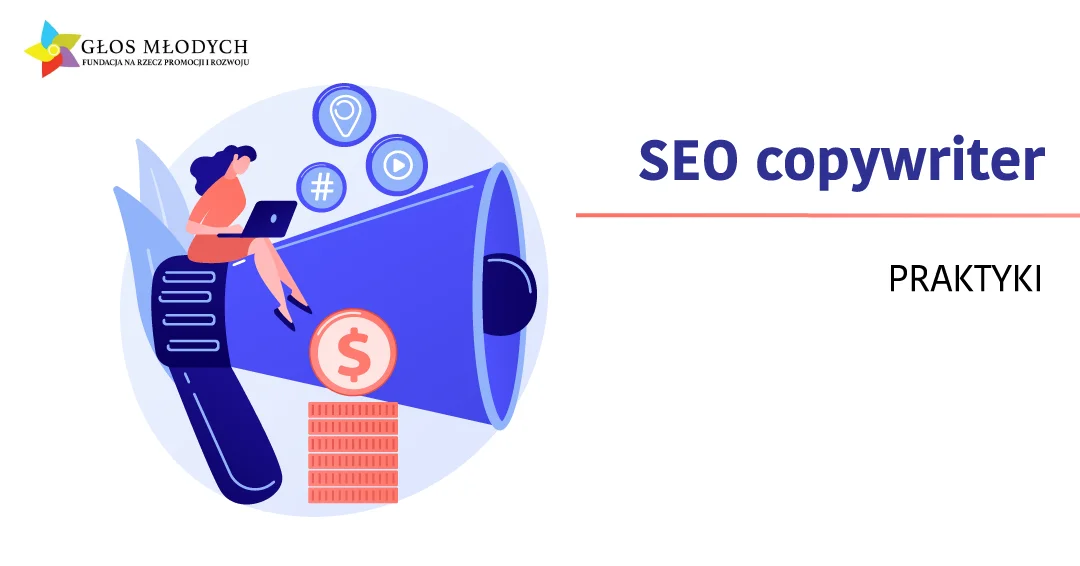 GŁOS MŁODYCH
FUNDACJA NA RZECZ PROMOCJI I ROZWOJU
#
$
SEO copywriter
PRAKTYKI